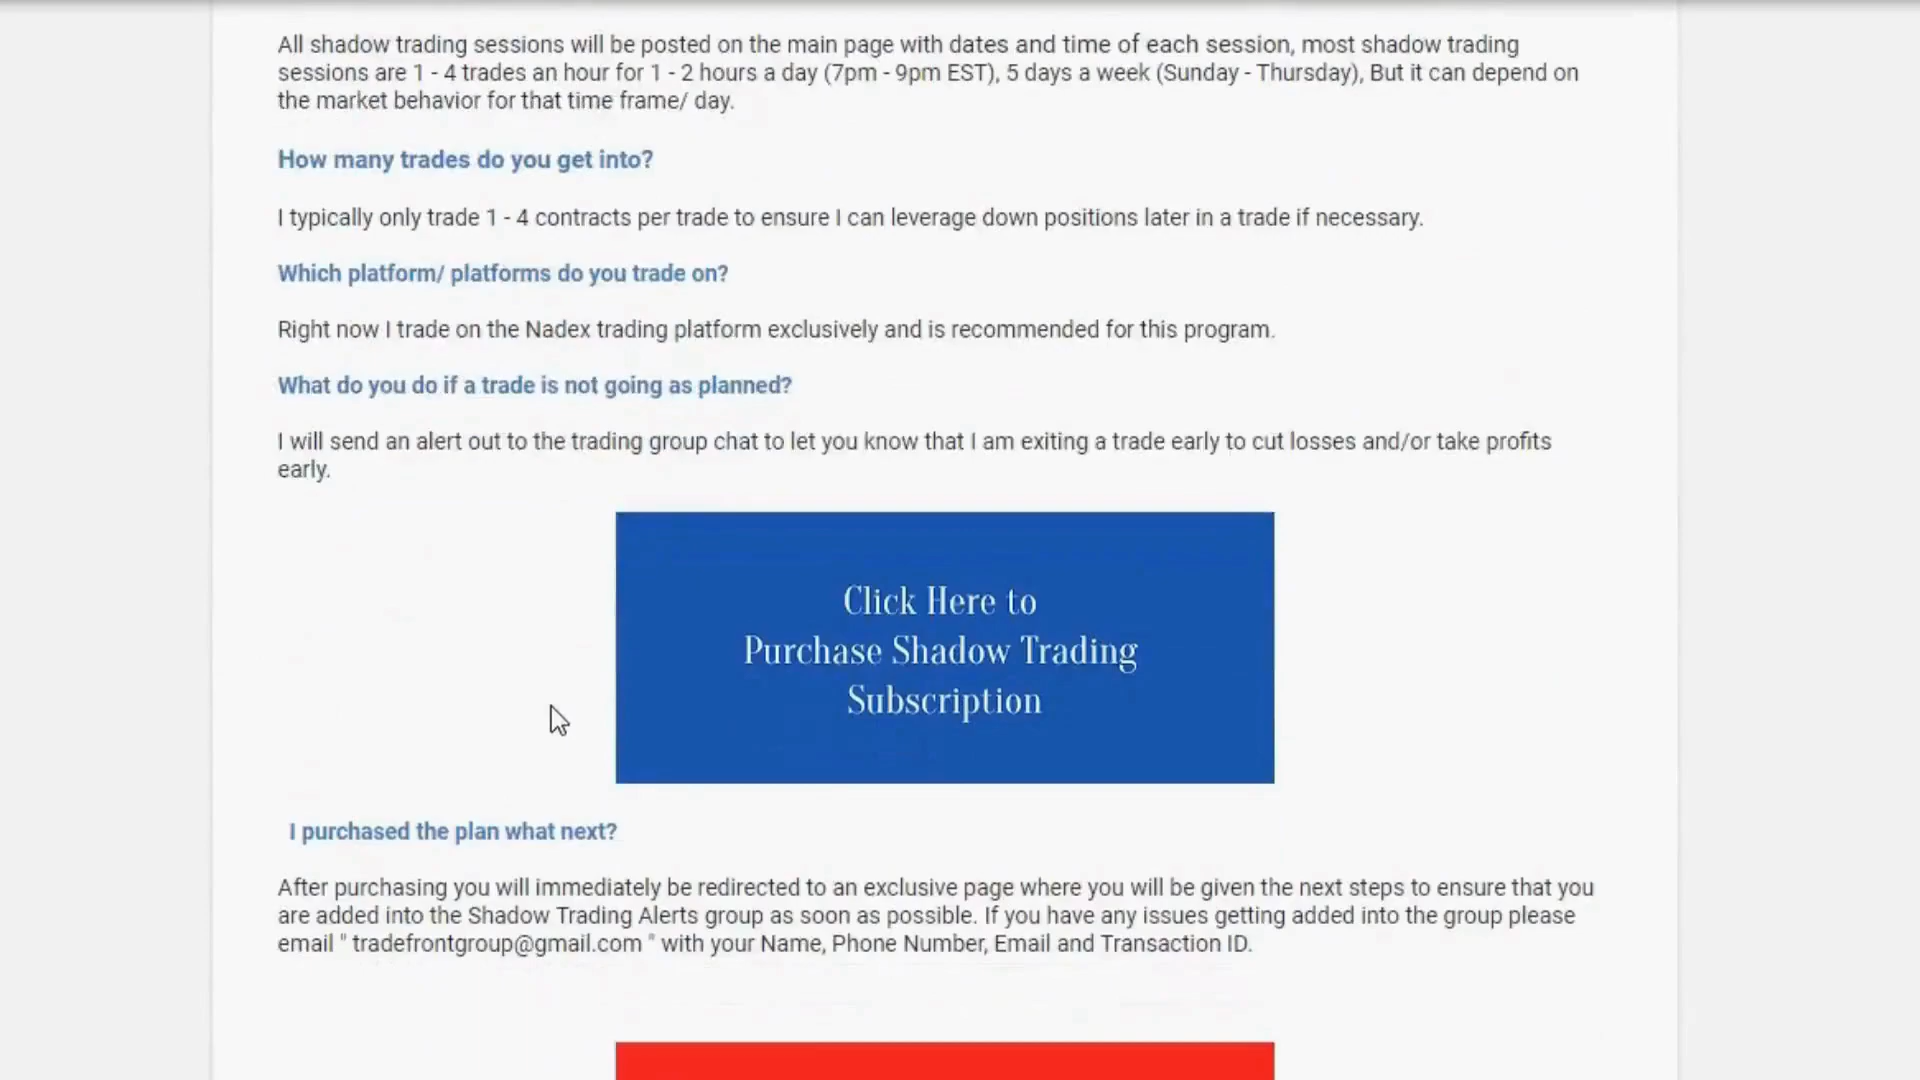 All shadow trading sessions will be posted on the main page with dates and time of each session, most shadow trading
sessions are 1 - 4 trades an hour for 1 - 2 hours a day (7pm - 9pm EST), 5 days a week (Sunday - Thursday), But it can depend on
the market behavior for that time frame/ day.
How many trades do you get into?
I typically only trade 1 - 4 contracts per trade to ensure I can leverage down positions later in a trade if necessary.
Which platform/ platforms do you trade on?
Right now I trade on the Nadex trading platform exclusively and is recommended for this program.
What do you do if a trade is not going as planned?
I will send an alert out to the trading group chat to let you know that I am exiting a trade early to cut losses and/or take profits
early.
Click Here to
Purchase Shadow Trading
Subscription
I purchased the plan what next?
After purchasing you will immediately be redirected to an exclusive page where you will be given the next steps to ensure that you
are added into the Shadow Trading Alerts group as soon as possible. If you have any issues getting added into the group please
email " tradefrontgroup@gmail.com " with your Name, Phone Number, Email and Transaction ID.